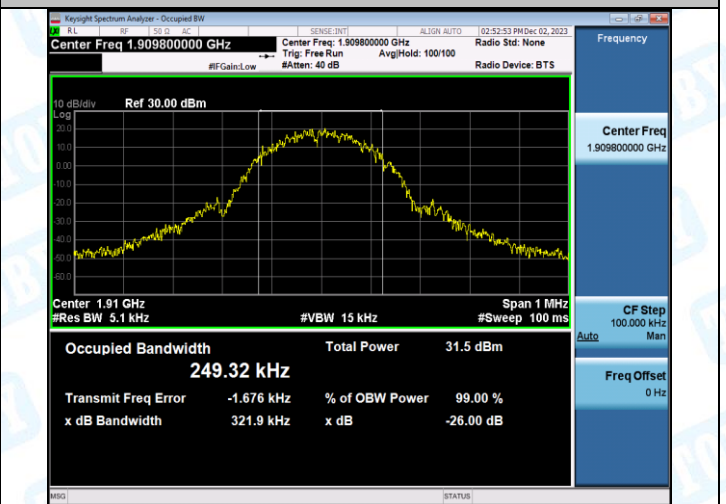 Keysight Spectrum Analyzer - Occupied BW
RL RF 50 Ω AC SENSE:INT ALIGN AUTO 02:52:53 PM Dec 02, 2023
Center Freq 1.909800000 GHz
Center Freq: 1.909800000 GHz
Radio Std: None
Trig: Free Run Avg|Hold: 100/100
#IFGain:Low #Atten: 40 dB Radio Device: BTS
Frequency
10 dB/div Ref 30.00 dBm
Log
20.0
10.0
0.00
-10.0
-20.0
-30.0
-40.0
-50.0
-60.0
Center 1.91 GHz Span 1 MHz
#Res BW 5.1 kHz #VBW 15 kHz #Sweep 100 ms
Center Freq
1.909800000 GHz
CF Step
100.000 kHz
Auto Man
Freq Offset
0 Hz
Occupied Bandwidth Total Power 31.5 dBm
249.32 kHz
Transmit Freq Error -1.676 kHz % of OBW Power 99.00 %
x dB Bandwidth 321.9 kHz x dB -26.00 dB
MSG STATUS